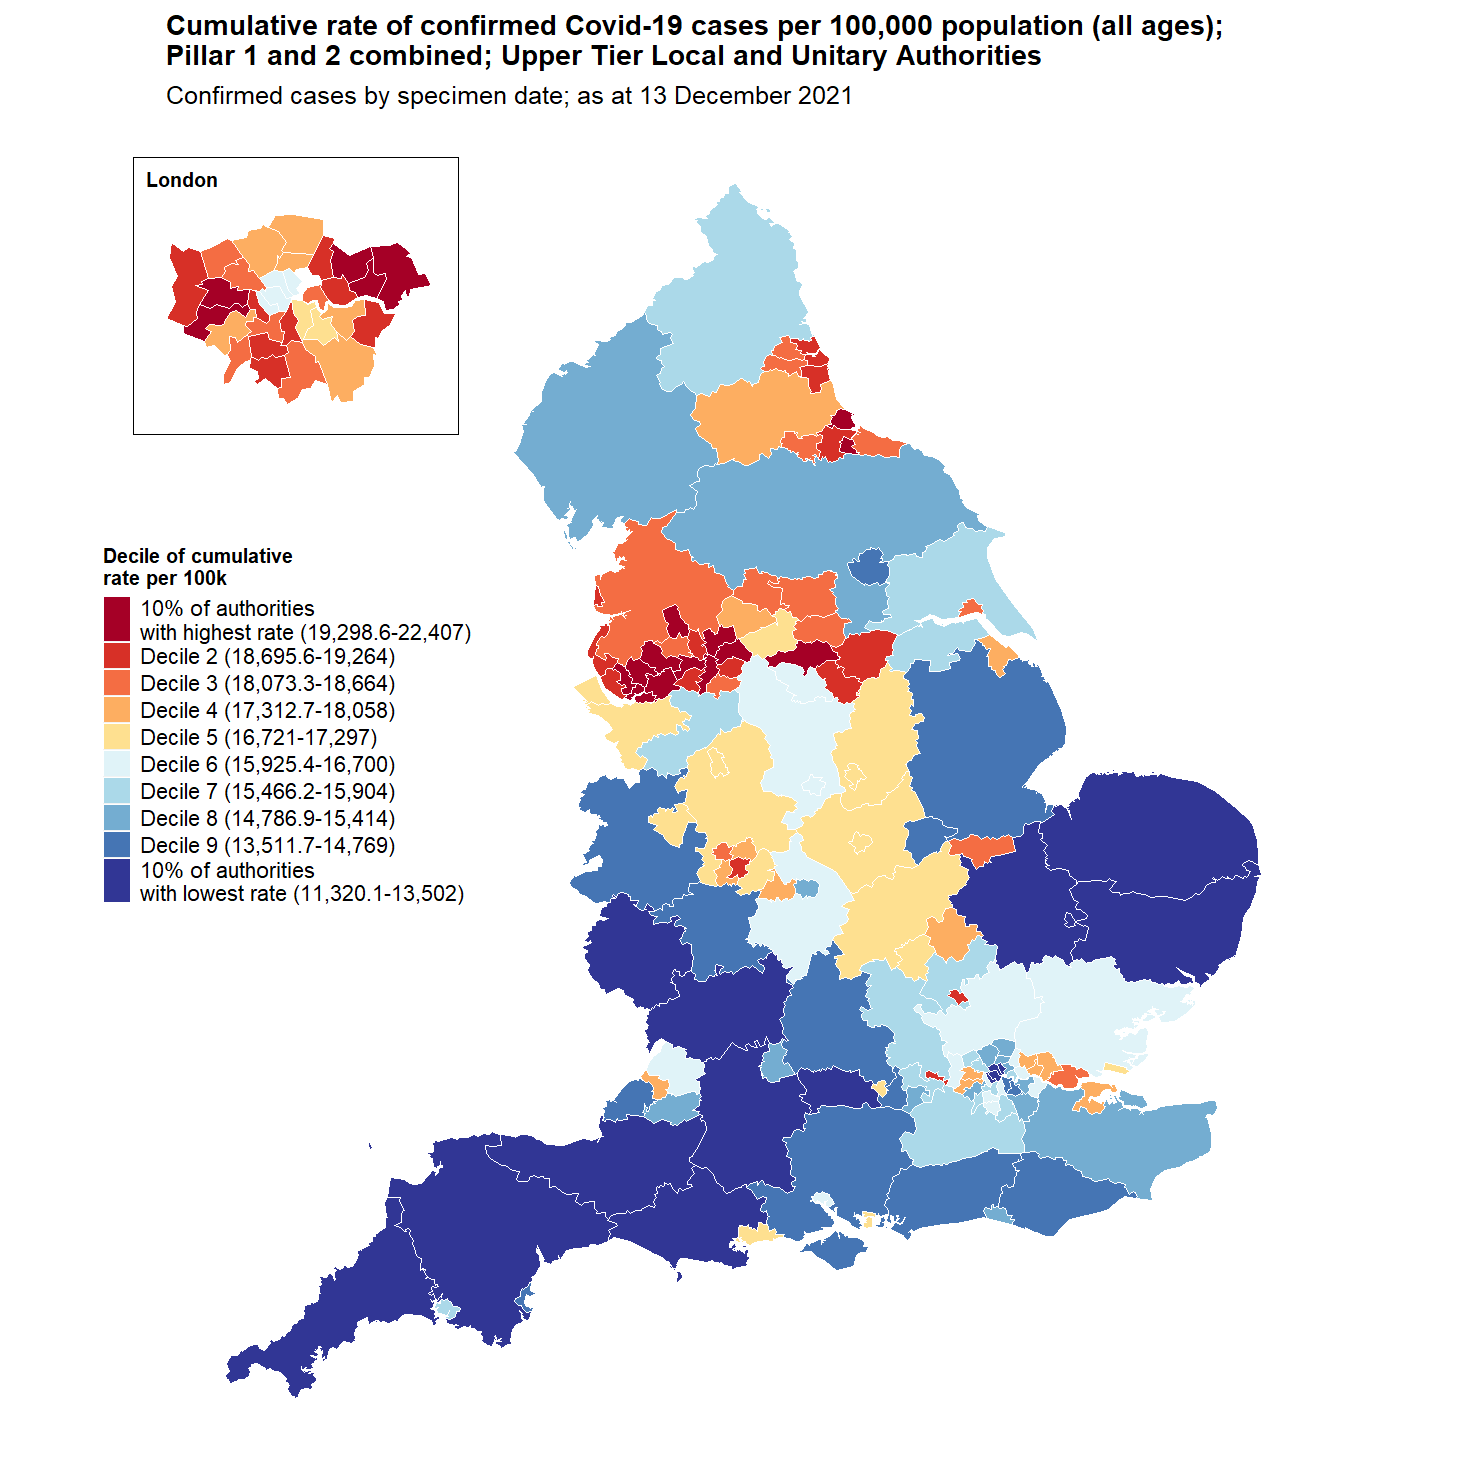 Cumulative rate of confirmed Covid-19 cases per 100,000 population (all ages);
Pillar 1 and 2 combined; Upper Tier Local and Unitary Authorities
Confirmed cases by specimen date; as at 13 December 2021
London
Decile of cumulative
rate per 100k
10% of authorities
with highest rate (19,298.6-22,407)
Decile 2 (18,695.6-19,264)
Decile 3 (18,073.3-18,664)
Decile 4 (17,312.7-18,058)
Decile 5 (16,721-17,297)
Decile 6 (15,925.4-16,700)
Decile 7 (15,466.2-15,904)
Decile 8 (14,786.9-15,414)
Decile 9 (13,511.7-14,769)
10% of authorities
with lowest rate (11,320.1-13,502)